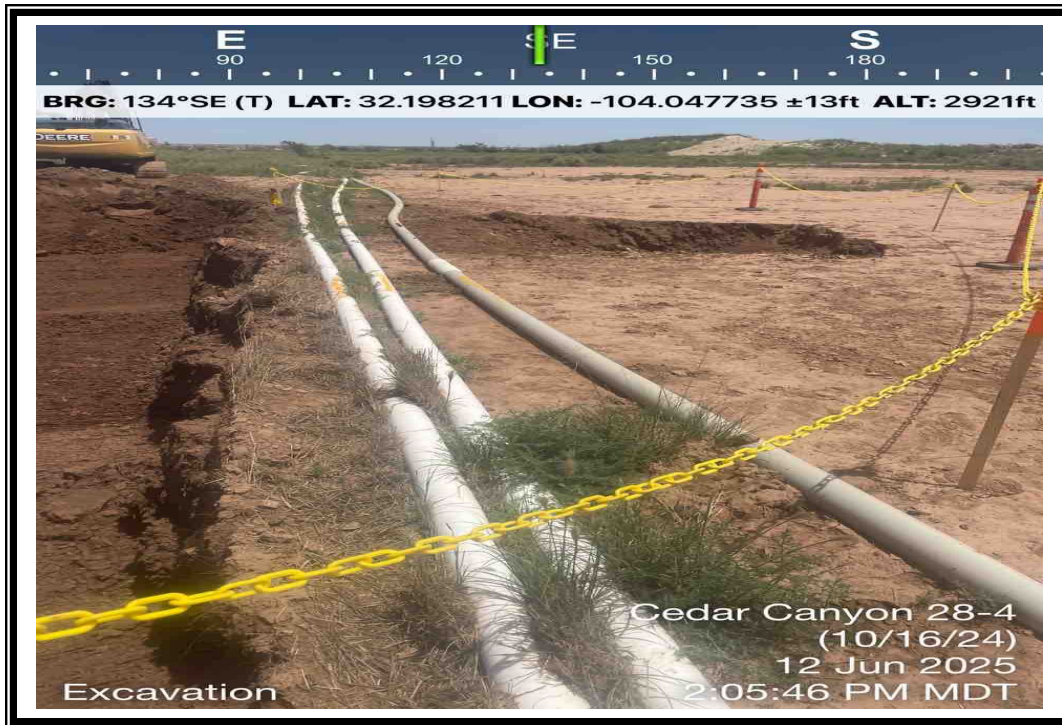 E SE S
90 120 150 180
BRG: 134°SE (T) LAT: 32.198211 LON: -104.047735 ±13ft ALT: 2921ft
DEERE
Cedar Canyon 28-4
(10/16/24)
12 Jun 2025
Excavation 2:05:46 PM MDT